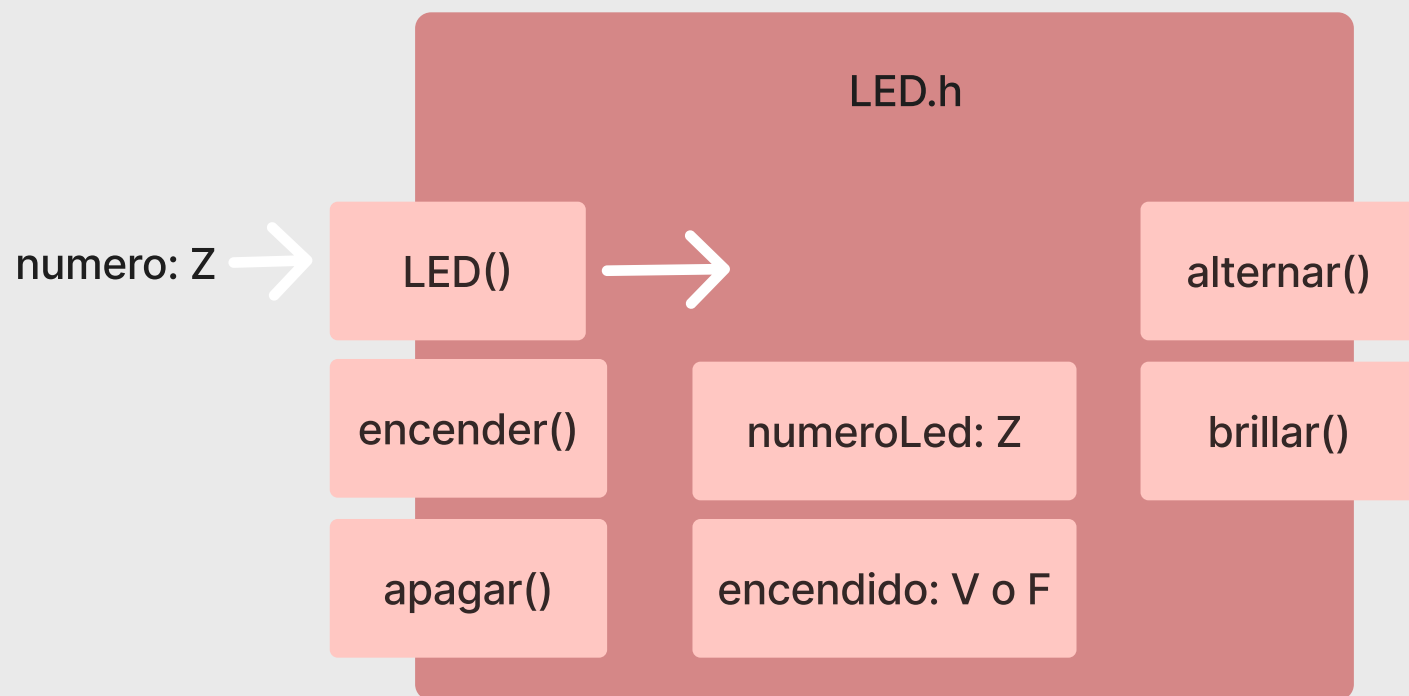 LED.h
numero: Z
LED()
alternar()
encender()
numeroLed: Z
brillar()
apagar()
encendido: V o F